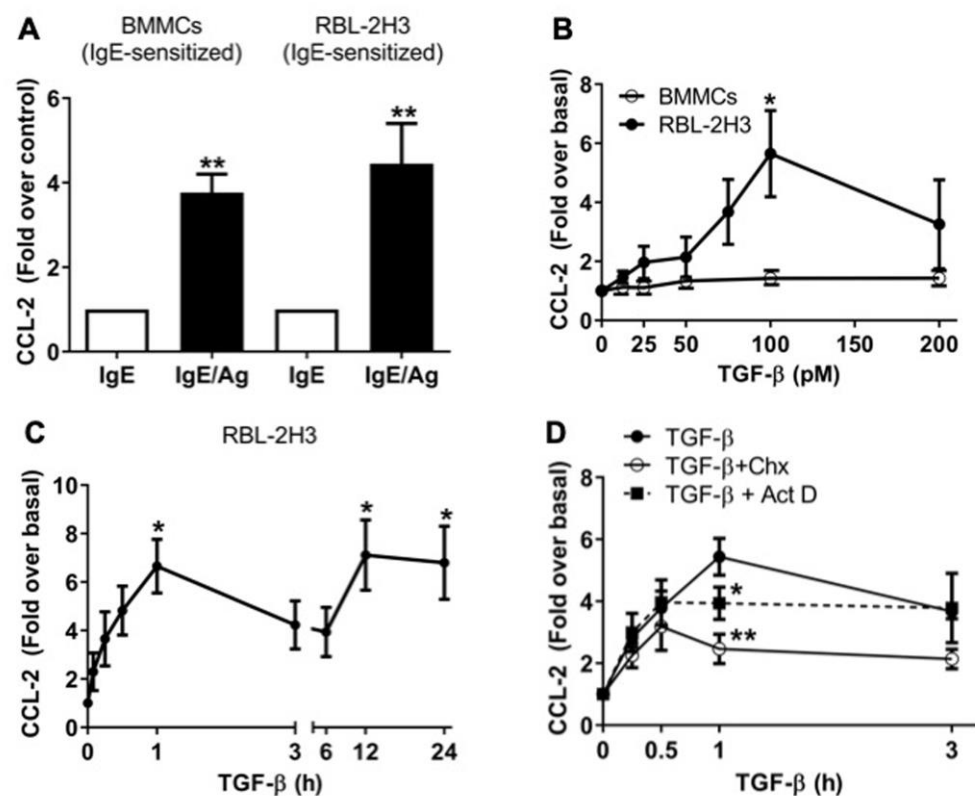 A
BMMCs
(IgE-sensitized)
RBL-2H3
(IgE-sensitized)
CCL-2 (Fold over control)
6
4
2
0
**
**
IgE
IgE/Ag
IgE
IgE/Ag
B
CCL-2 (Fold over basal)
8
6
4
2
0
BMMCs
RBL-2H3
*
0 25 50 100 150 200
TGF-β (pM)
C
RBL-2H3
CCL-2 (Fold over basal)
10
8
6
4
2
0
*
*
*
0 1 3 6 12 24
TGF-β (h)
D
TGF-β
TGF-β+Chx
TGF-β + Act D
CCL-2 (Fold over basal)
8
6
4
2
0
*
**
0 0.5 1 3
TGF-β (h)